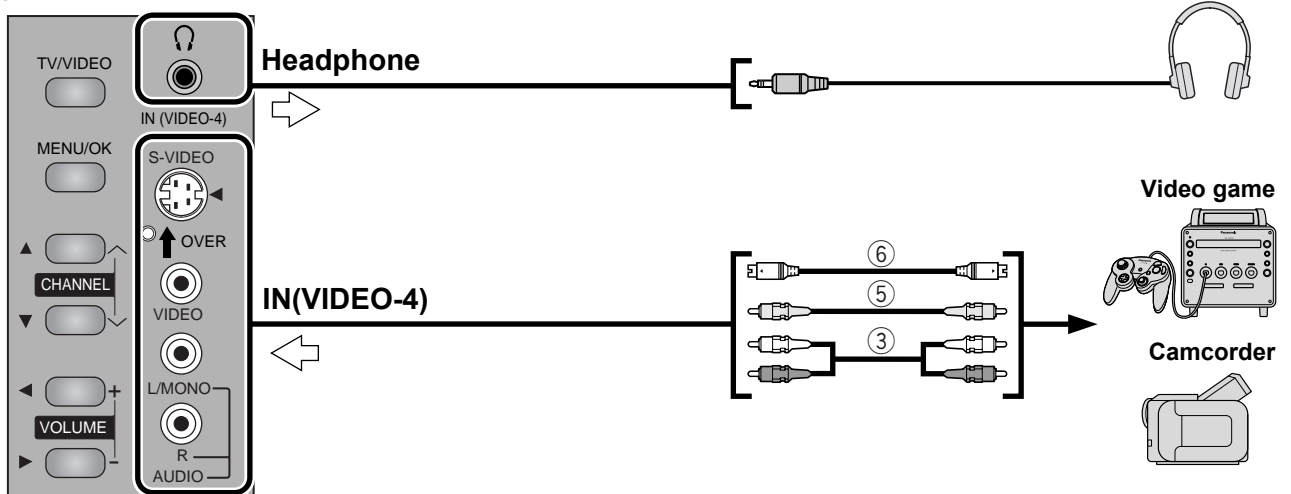 TV/VIDEO
Headphone
IN (VIDEO-4)
MENU/OK
S-VIDEO
OVER
▲
CHANNEL
▼
VIDEO
IN(VIDEO-4)
L/MONO
◀ +
VOLUME
▶ -
R
AUDIO
⑥
⑤
③
Video game
Panasonic
Camcorder